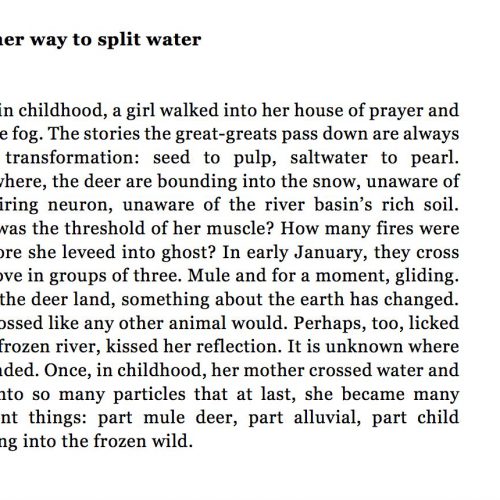 her way to split water
in childhood, a girl walked into her house of prayer and
e fog. The stories the great-greats pass down are always
transformation: seed to pulp, saltwater to pearl.
where, the deer are bounding into the snow, unaware of
iring neuron, unaware of the river basin's rich soil.
was the threshold of her muscle? How many fires were
ore she leveed into ghost? In early January, they cross
ove in groups of three. Mule and for a moment, gliding.
the deer land, something about the earth has changed.
ossed like any other animal would. Perhaps, too, licked
frozen river, kissed her reflection. It is unknown where
nded. Once, in childhood, her mother crossed water and
nto so many particles that at last, she became many
nt things: part mule deer, part alluvial, part child
ng into the frozen wild.